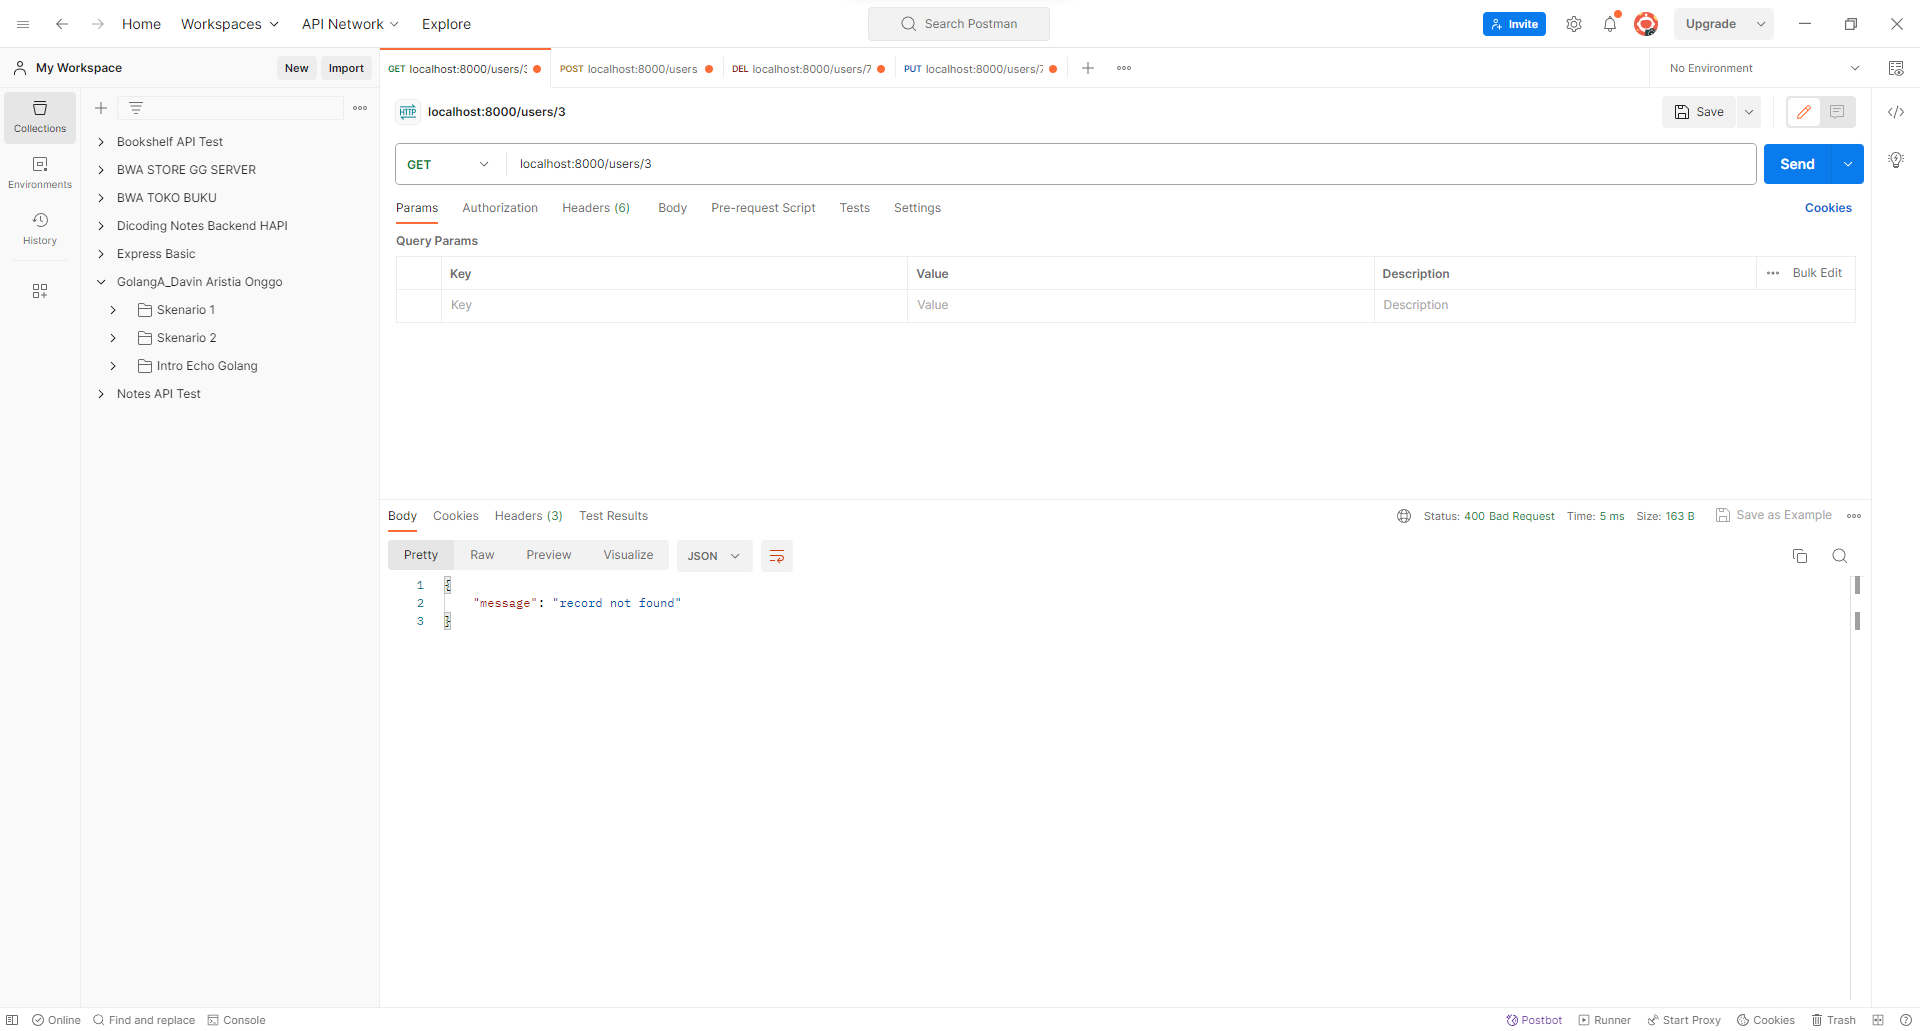 Home Workspaces API Network Explore Search Postman Invite Upgrade
My Workspace New Import
GET localhost:8000/users/3 POST localhost:8000/users DEL localhost:8000/users/7 PUT localhost:8000/users/7 No Environment
Collections
Environments
History
Bookshelf API Test
BWA STORE GG SERVER
BWA TOKO BUKU
Dicoding Notes Backend HAPI
Express Basic
GolangA_Davin Aristia Onggo
Skenario 1
Skenario 2
Intro Echo Golang
Notes API Test
HTTP localhost:8000/users/3 Save
GET localhost:8000/users/3 Send
Params Authorization Headers (6) Body Pre-request Script Tests Settings Cookies
Query Params
Key Value Description Bulk Edit
Key Value Description
Body Cookies Headers (3) Test Results Status: 400 Bad Request Time: 5 ms Size: 163 B Save as Example
Pretty Raw Preview Visualize JSON
1 {
2 "message": "record not found"
3 }
Online Find and replace Console Postbot Runner Start Proxy Cookies Trash